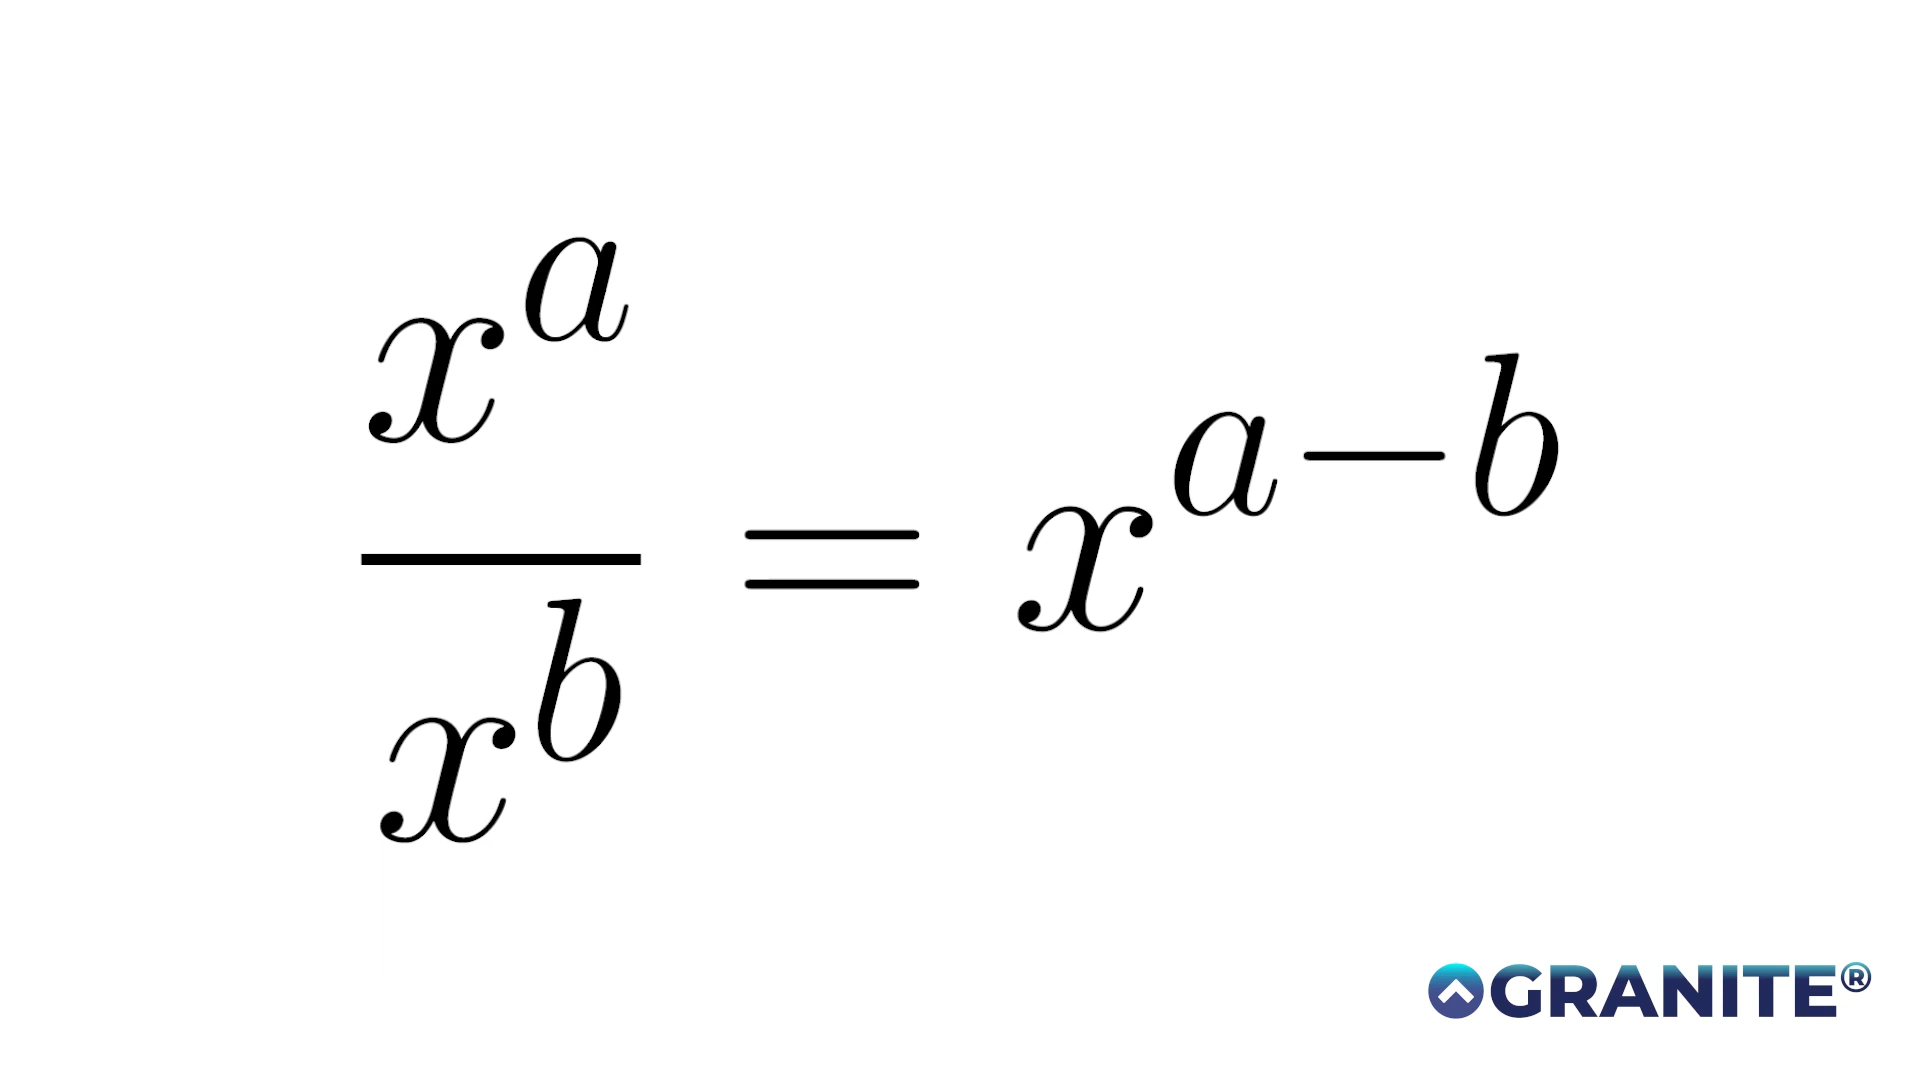 x^a / x^b = x^{a-b}
GRANITE®